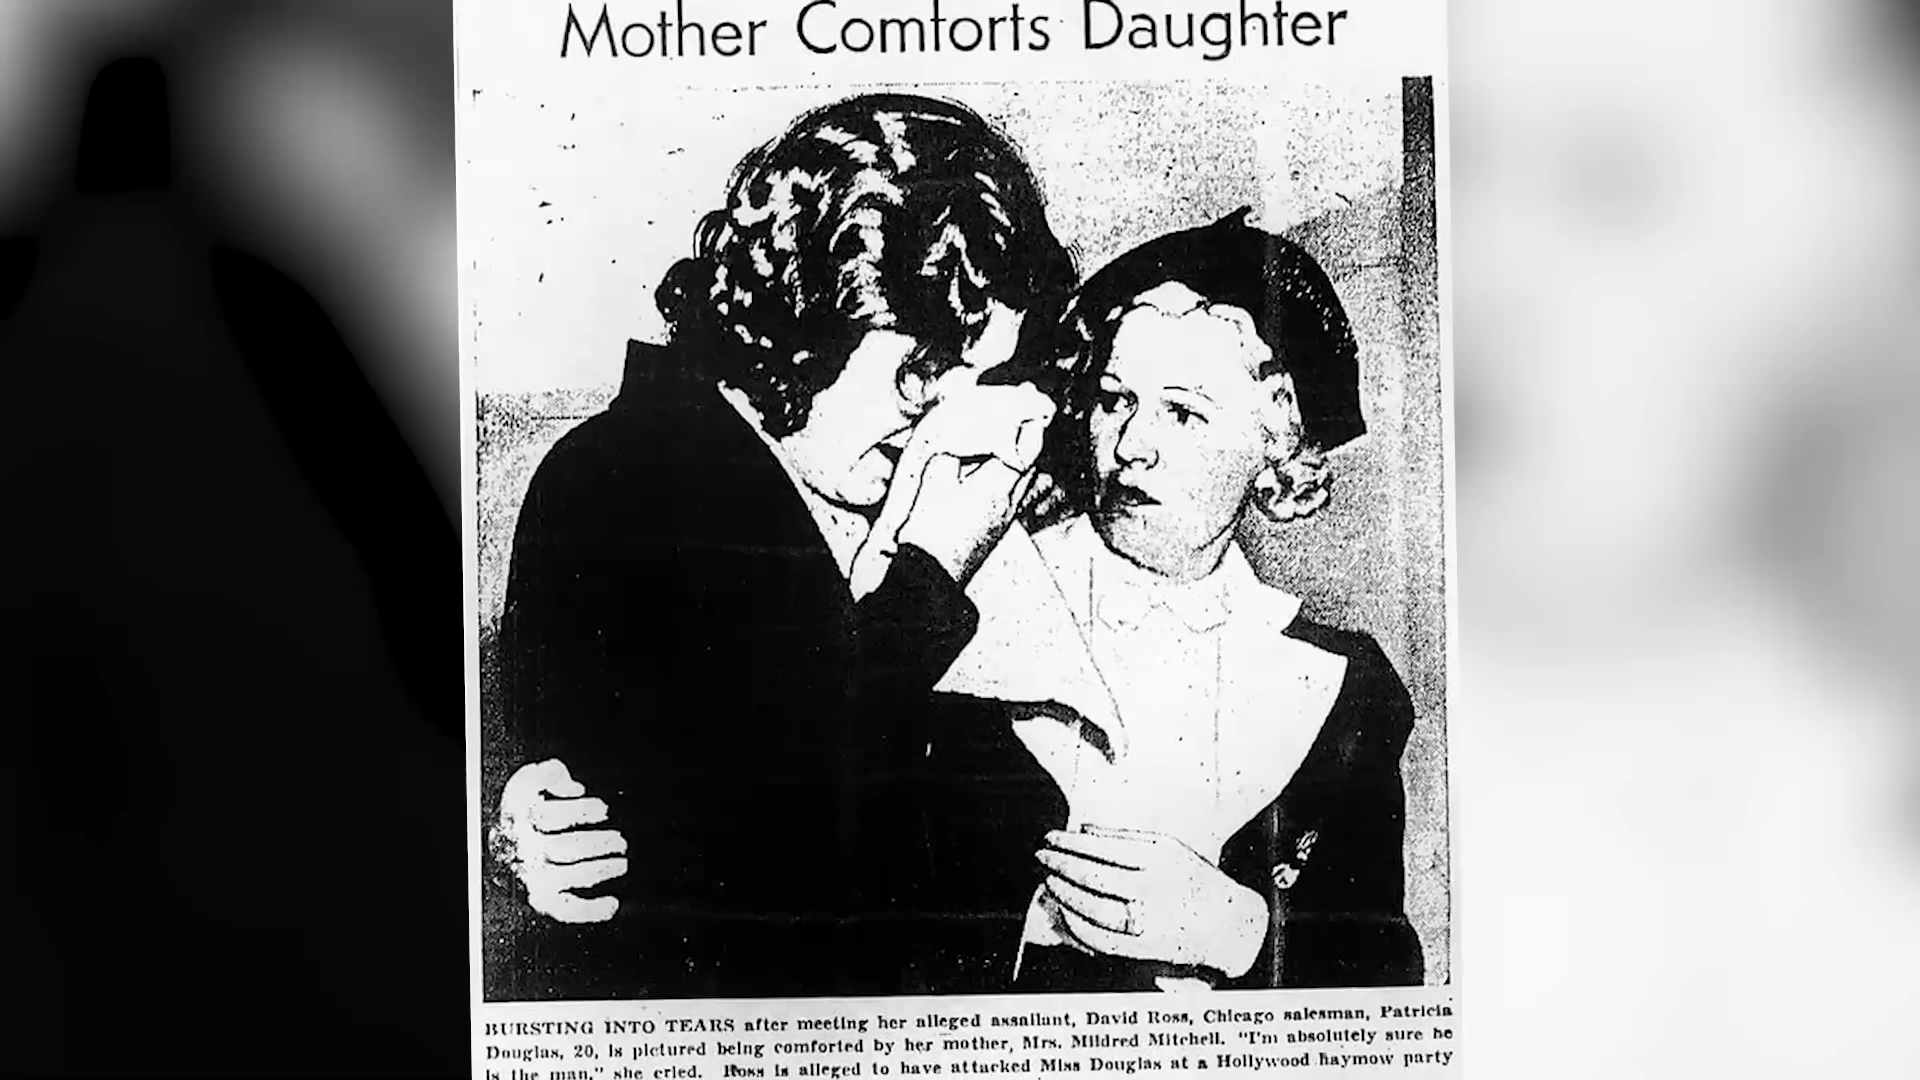 Mother Comforts Daughter
BURSTING INTO TEARS after meeting her alleged assailant, David Ross, Chicago salesman, Patricia
Douglas, 20, is pictured being comforted by her mother, Mrs. Mildred Mitchell. "I'm absolutely sure he
is the man," she cried. Ross is alleged to have attacked Miss Douglas at a Hollywood haymow party